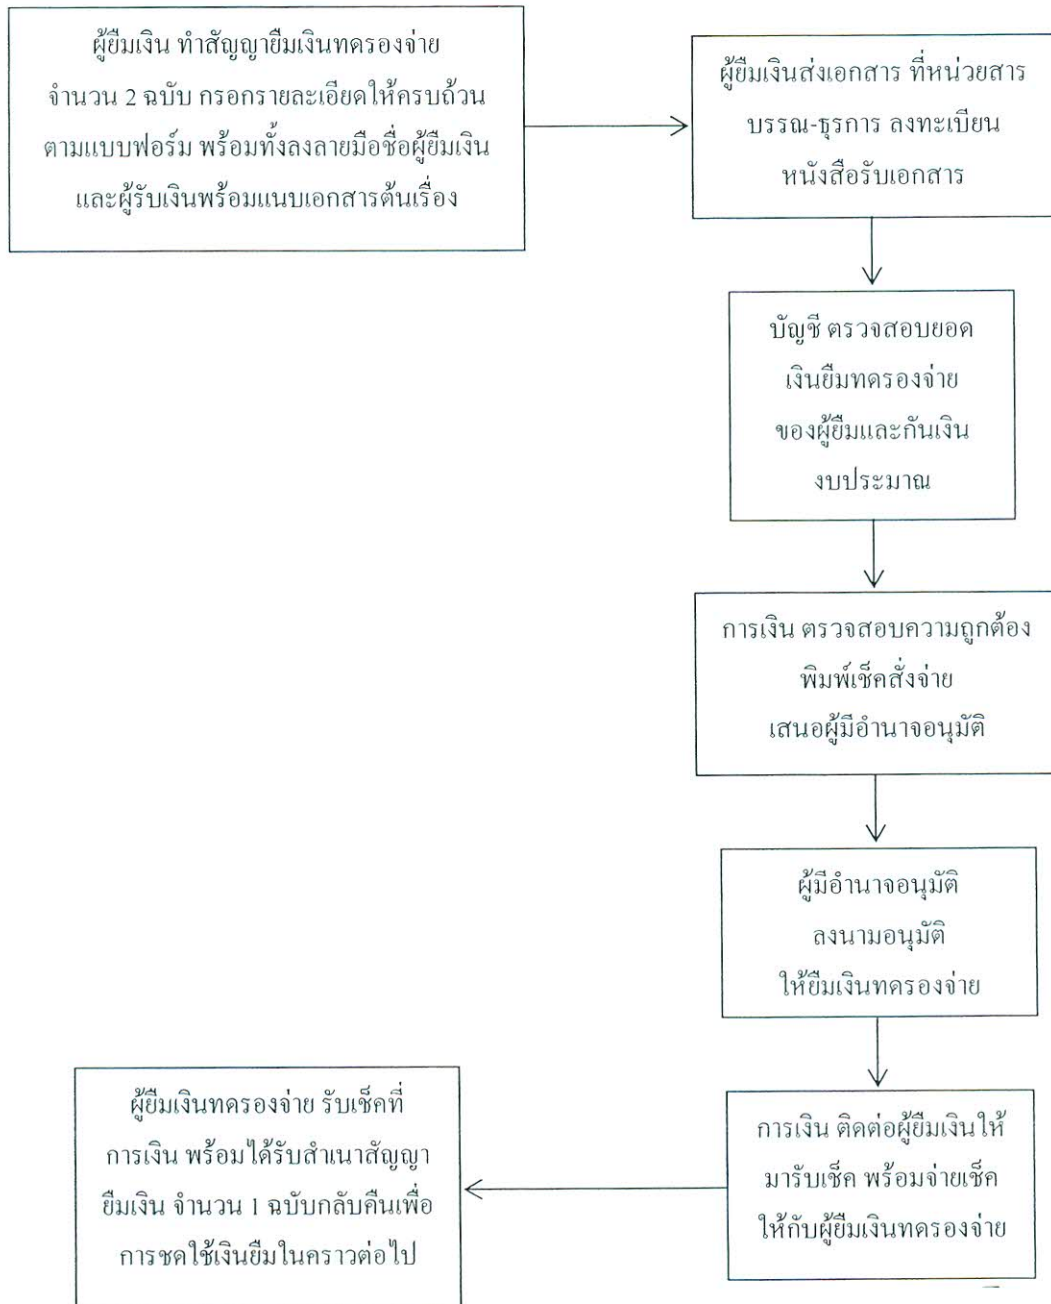 ผู้ยืมเงิน ทำสัญญายืมเงินทดรองจ่าย
จำนวน 2 ฉบับ กรอกรายละเอียดให้ครบถ้วน
ตามแบบฟอร์ม พร้อมทั้งลงลายมือชื่อผู้ยืมเงิน
และผู้รับเงินพร้อมแนบเอกสารต้นเรื่อง
ผู้ยืมเงินส่งเอกสาร ที่หน่วยสาร
บรรณ-ธุรการ ลงทะเบียน
หนังสือรับเอกสาร
บัญชี ตรวจสอบยอด
เงินยืมทดรองจ่าย
ของผู้ยืมและกันเงิน
งบประมาณ
การเงิน ตรวจสอบความถูกต้อง
พิมพ์เช็คสั่งจ่าย
เสนอผู้มีอำนาจอนุมัติ
ผู้มีอำนาจอนุมัติ
ลงนามอนุมัติ
ให้ยืมเงินทดรองจ่าย
การเงิน ติดต่อผู้ยืมเงินให้
มารับเช็ค พร้อมจ่ายเช็ค
ให้กับผู้ยืมเงินทดรองจ่าย
ผู้ยืมเงินทดรองจ่าย รับเช็คที่
การเงิน พร้อมได้รับสำเนาสัญญา
ยืมเงิน จำนวน 1 ฉบับกลับคืนเพื่อ
การชดใช้เงินยืมในคราวต่อไป